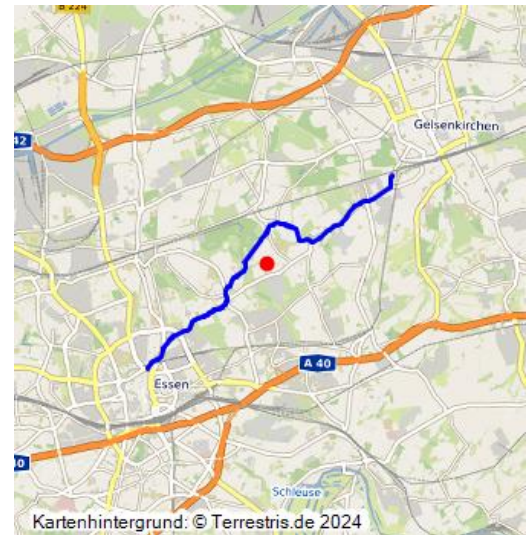 B 224
Gelsenkirchen
42
A 40
Essen
40
Schleuse
Kartenhintergrund: © Terrestris.de 2024